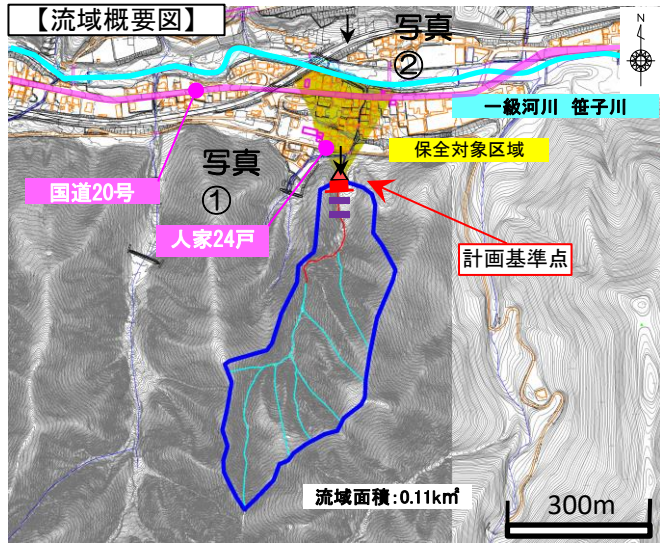 【流域概要図】
写真
②
N
一級河川 笹子川
保全対象区域
写真
①
国道20号
人家24戸
計画基準点
流域面積:0.11k㎡
300m